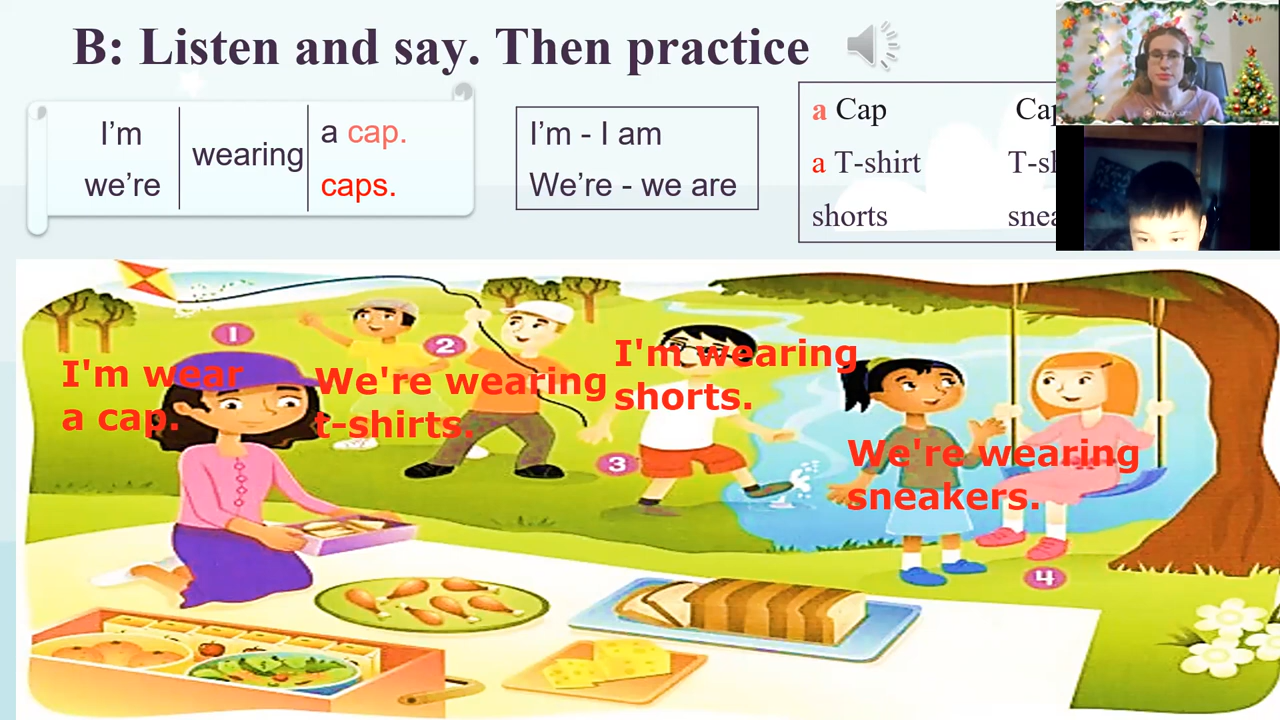 B: Listen and say. Then practice
I'm
we're
wearing
a cap.
caps.
I'm - I am
We're - we are
a Cap
a T-shirt
shorts
1
2
3
4
I'm wear
a cap.
We're wearing
t-shirts.
I'm wearing
shorts.
We're wearing
sneakers.